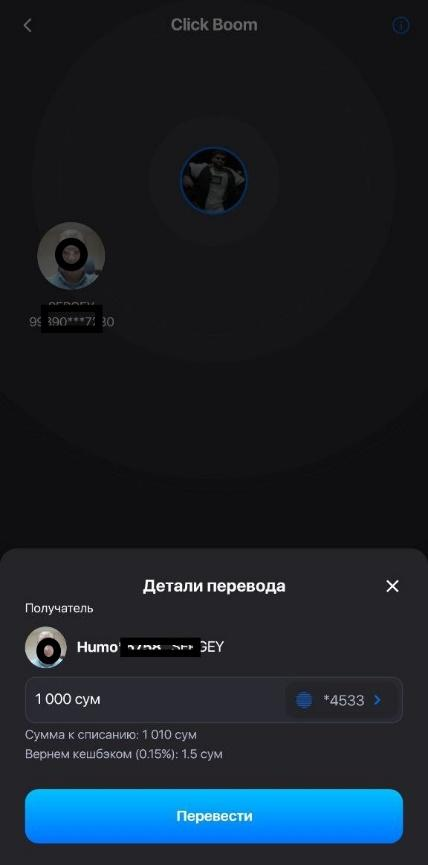 Click Boom
Детали перевода
Получатель
Humo
1 000 сум
*4533
Сумма к списанию: 1 010 сум
Вернем кешбэком (0.15%): 1.5 сум
Перевести